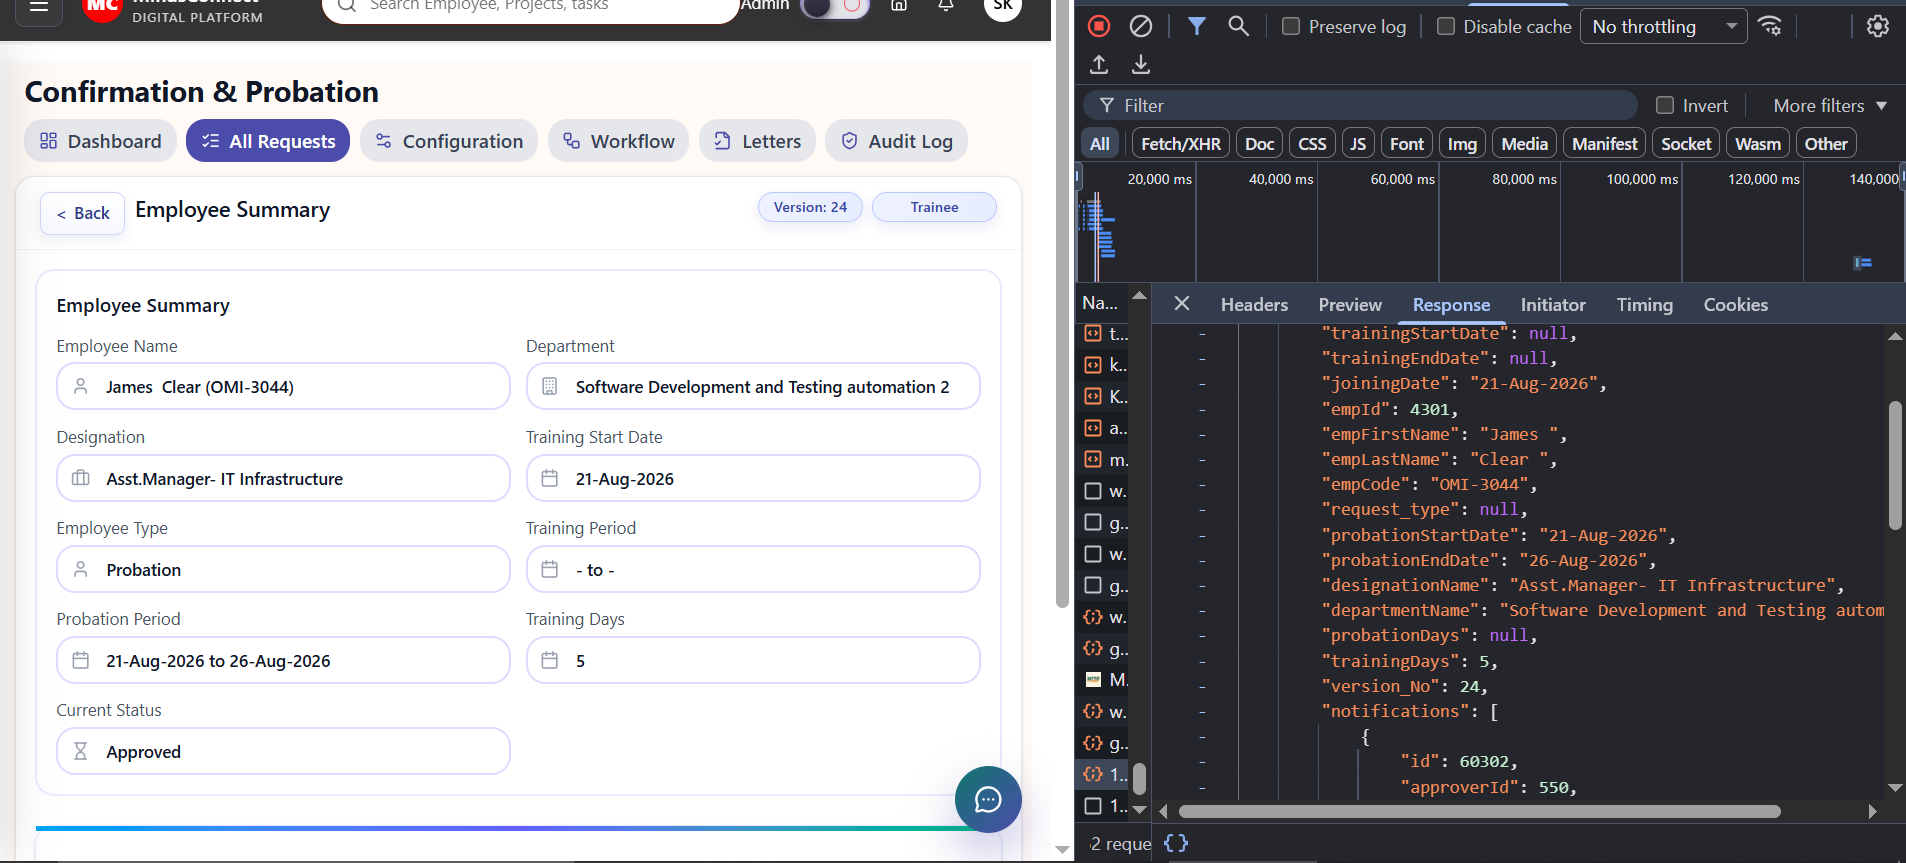 MC
DIGITAL PLATFORM
Search Employee, Projects, tasks
Admin
SK
Confirmation & Probation
Dashboard
All Requests
Configuration
Workflow
Letters
Audit Log
< Back
Employee Summary
Version: 24
Trainee
Employee Summary
Employee Name
James  Clear (OMI-3044)
Department
Software Development and Testing automation 2
Designation
Asst.Manager- IT Infrastructure
Training Start Date
21-Aug-2026
Employee Type
Probation
Training Period
- to -
Probation Period
21-Aug-2026 to 26-Aug-2026
Training Days
5
Current Status
Approved
Preserve log
Disable cache
No throttling
Filter
Invert
More filters
All
Fetch/XHR
Doc
CSS
JS
Font
Img
Media
Manifest
Socket
Wasm
Other
20,000 ms
40,000 ms
60,000 ms
80,000 ms
100,000 ms
120,000 ms
140,000
Na...
t...
k...
K...
a...
m.
w.
g...
w.
g...
w.
g...
M.
w.
g...
1...
1...
Headers
Preview
Response
Initiator
Timing
Cookies
"trainingStartDate": null,
"trainingEndDate": null,
"joiningDate": "21-Aug-2026",
"empId": 4301,
"empFirstName": "James ",
"empLastName": "Clear ",
"empCode": "OMI-3044",
"request_type": null,
"probationStartDate": "21-Aug-2026",
"probationEndDate": "26-Aug-2026",
"designationName": "Asst.Manager- IT Infrastructure",
"departmentName": "Software Development and Testing autom
"probationDays": null,
"trainingDays": 5,
"version_No": 24,
"notifications": [
{
"id": 60302,
"approverId": 550,
2 reque
{ }